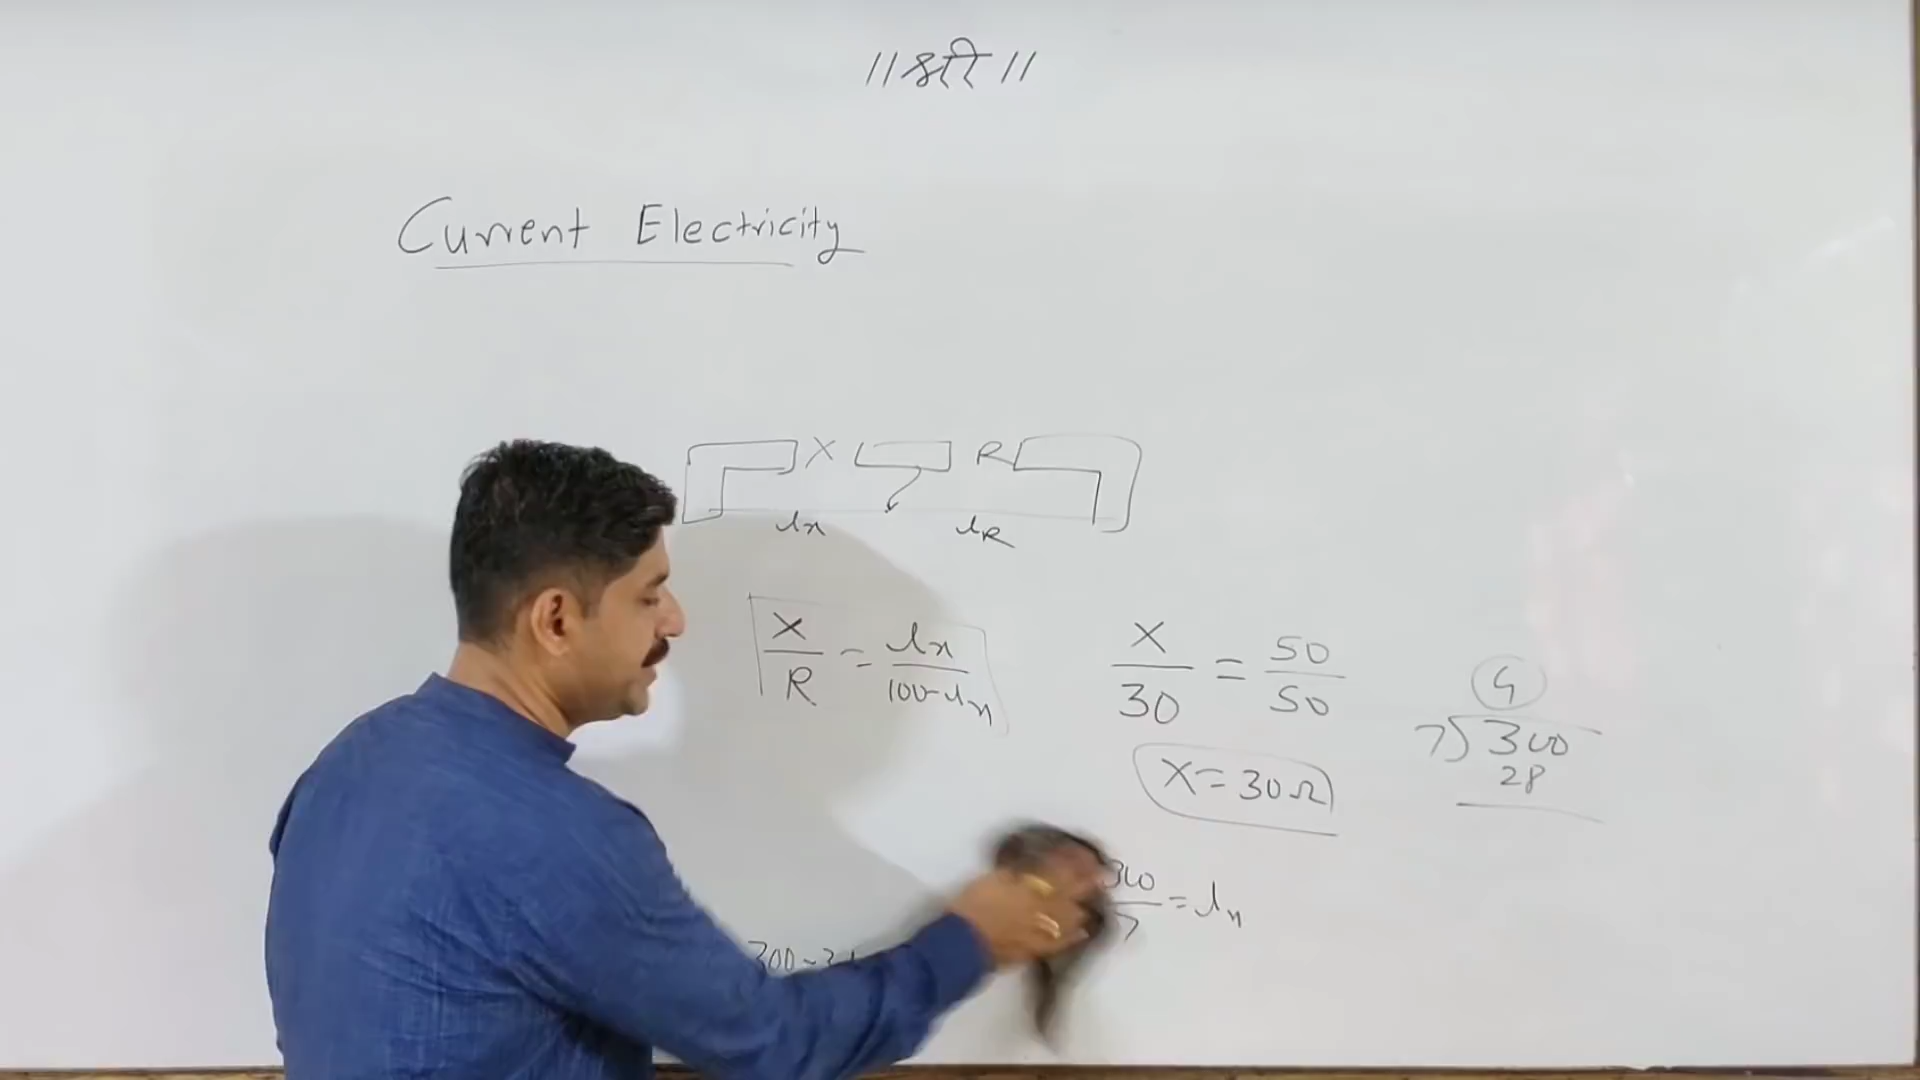 ॥ श्री ॥
Current Electricity
X R
lx lR
X/R = lx/(100-lx)
X/30 = 50/50
X = 30Ω
4
7)300
28
300/7 = lx
300-3l